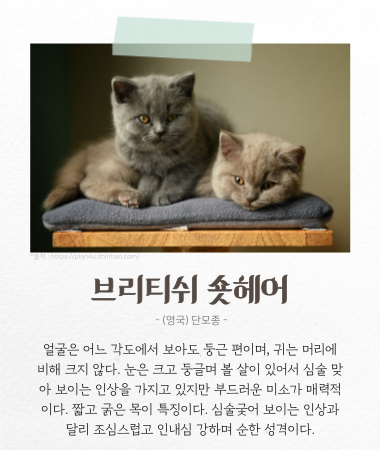 *출처 : https://plan4u.shinhan.com/
브리티쉬 숏헤어
- (영국) 단모종 -
얼굴은 어느 각도에서 보아도 둥근 편이며, 귀는 머리에
비해 크지 않다. 눈은 크고 둥글며 볼 살이 있어서 심술 맞
아 보이는 인상을 가지고 있지만 부드러운 미소가 매력적
이다. 짧고 굵은 목이 특징이다. 심술궂어 보이는 인상과
달리 조심스럽고 인내심 강하며 순한 성격이다.